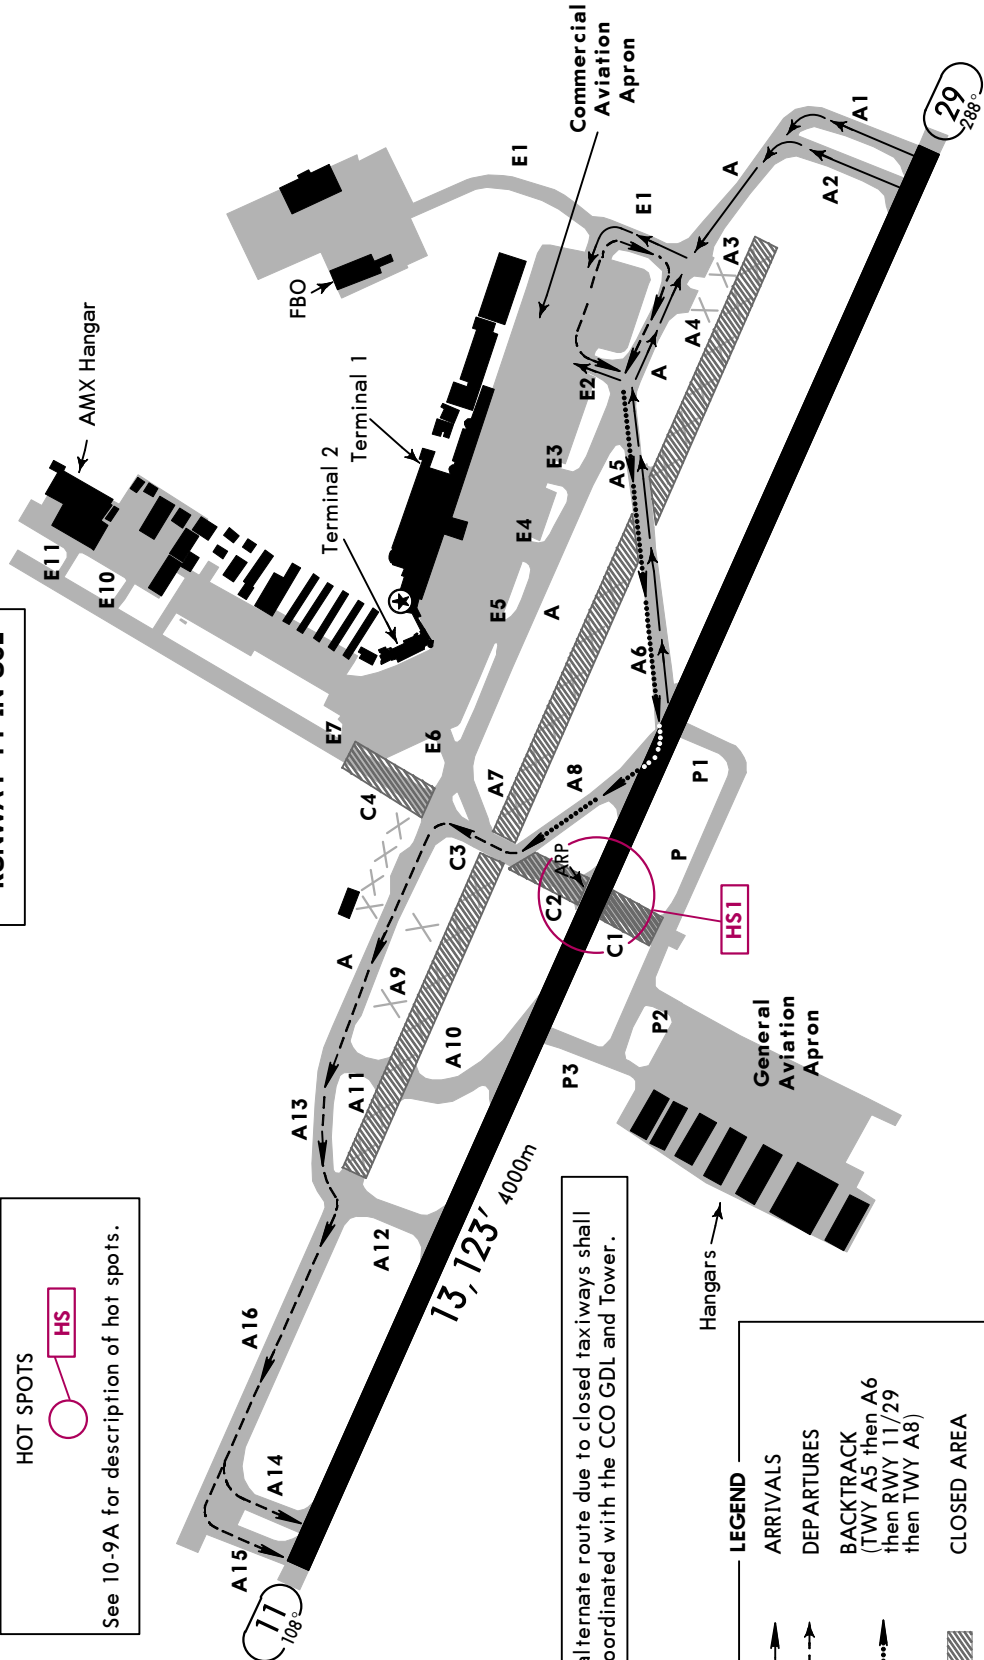 HOT SPOTS
HS
See 10-9A for description of hot spots.
AMX Hangar
E11
E10
FBO
Terminal 2
Terminal 1
Commercial
Aviation
Apron
E1
E1
E2
E3
E4
E5
E6
E7
C4
C3
C2
C1
ARP
HS1
A
A
A
A
A1
A2
A3
A4
A5
A6
A7
A8
A9
A10
A11
A12
A13
A14
A15
A16
P
P1
P2
P3
29
288°
11
108°
13,123' 4000m
General
Aviation
Apron
Hangars
alternate route due to closed taxiways shall
oordinated with the CCO GDL and Tower.
LEGEND
ARRIVALS
DEPARTURES
BACKTRACK
(TWY A5 then A6
then RWY 11/29
then TWY A8)
CLOSED AREA